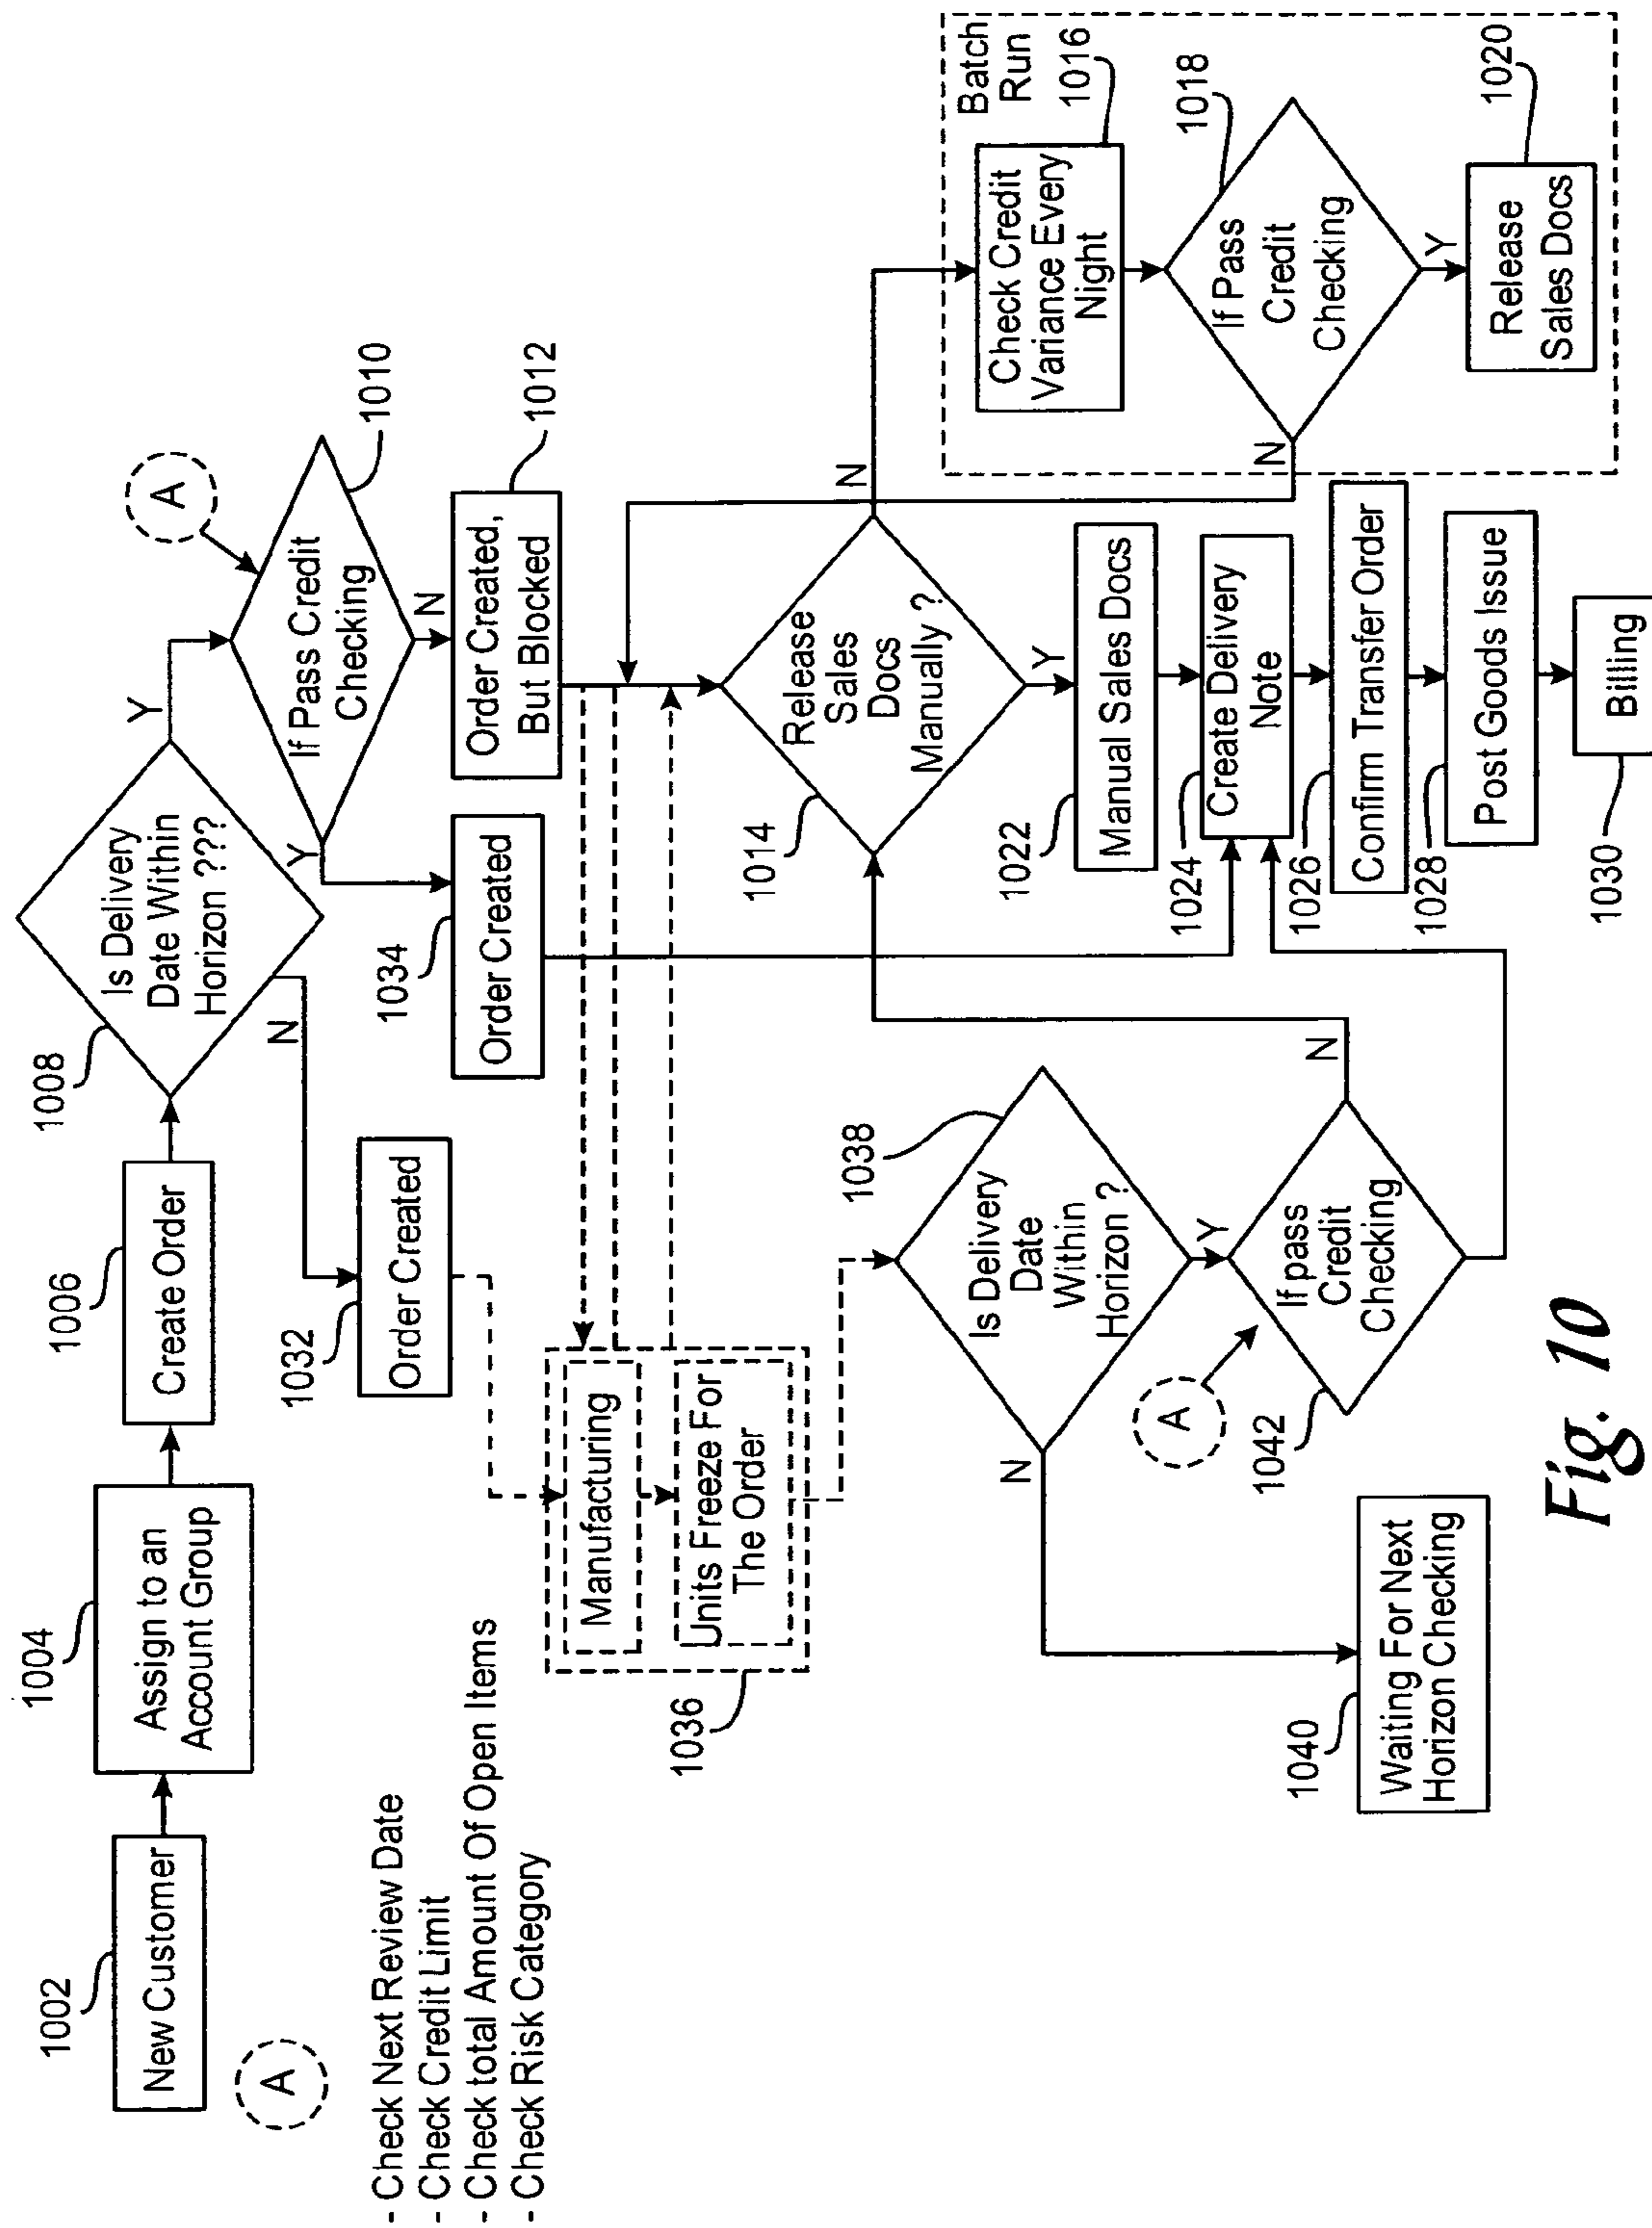 1002
New Customer
1004
Assign to an
Account Group
1006
Create Order
1008
Is Delivery
Date Within
Horizon ???
Y
N
A
If Pass Credit
Checking
1010
Y
N
A
- Check Next Review Date
- Check Credit Limit
- Check total Amount Of Open Items
- Check Risk Category
1032
Order Created
1034
Order Created
Order Created,
But Blocked
1012
1036
Manufacturing
Units Freeze For
The Order
1014
Release
Sales
Docs
Manually ?
N
Y
Batch
Run
Check Credit
Variance Every
Night
1016
If Pass
Credit
Checking
1018
N
Y
Release
Sales Docs
1020
1022
Manual Sales Docs
1024
Create Delivery
Note
1026
Confirm Transfer Order
1028
Post Goods Issue
1030
Billing
Is Delivery
Date
Within
Horizon ?
1038
N
Y
1040
Waiting For Next
Horizon Checking
A
1042
If pass
Credit
Checking
N
Fig. 10